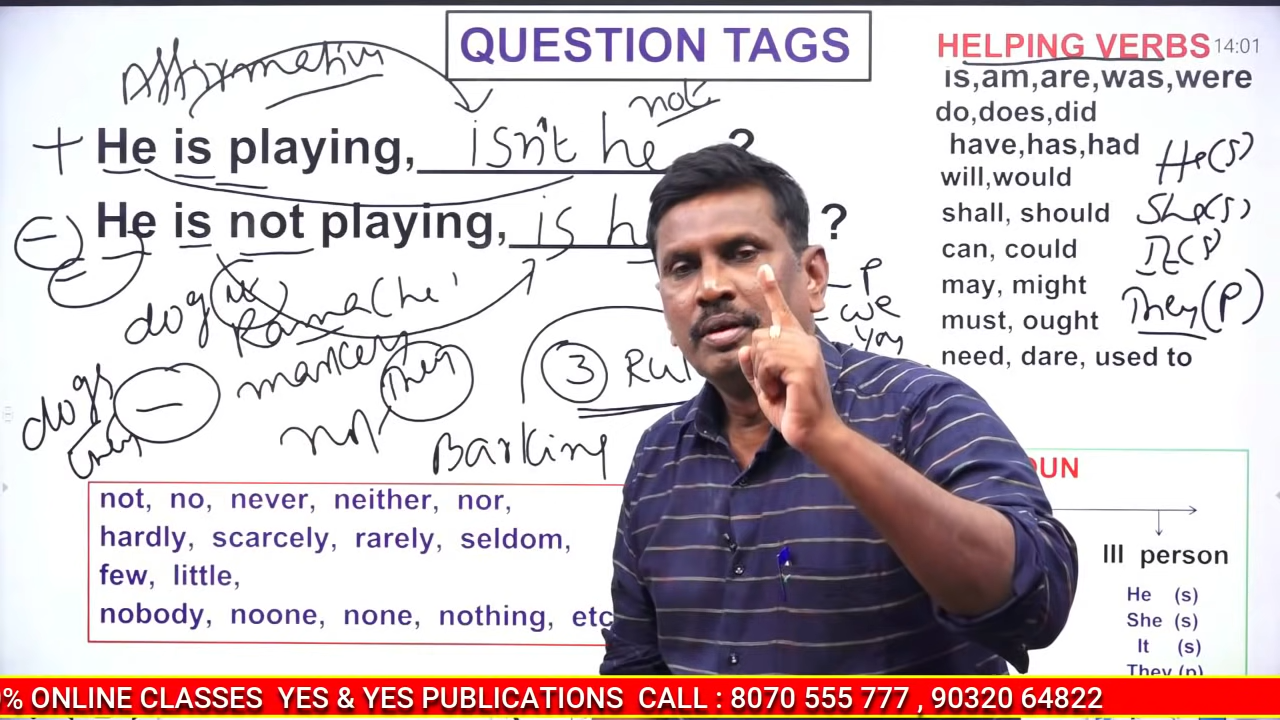 QUESTION TAGS
HELPING VERBS 14:01
is,am,are,was,were
do,does,did
have,has,had
will,would
shall, should
can, could
may, might
must, ought
need, dare, used to
He(s)
She(s)
It(s)
They(P)
Affirmative
not
+ He is playing, isn't he ?
(-) He is not playing, is he ?
dog
Rama (he)
They
not
Barking
dogs
they
3 Rul
P
we
you
not, no, never, neither, nor,
hardly, scarcely, rarely, seldom,
few, little,
nobody, noone, none, nothing, etc
OUN
III person
He (s)
She (s)
It (s)
They (p)
% ONLINE CLASSES YES & YES PUBLICATIONS CALL : 8070 555 777 , 90320 64822